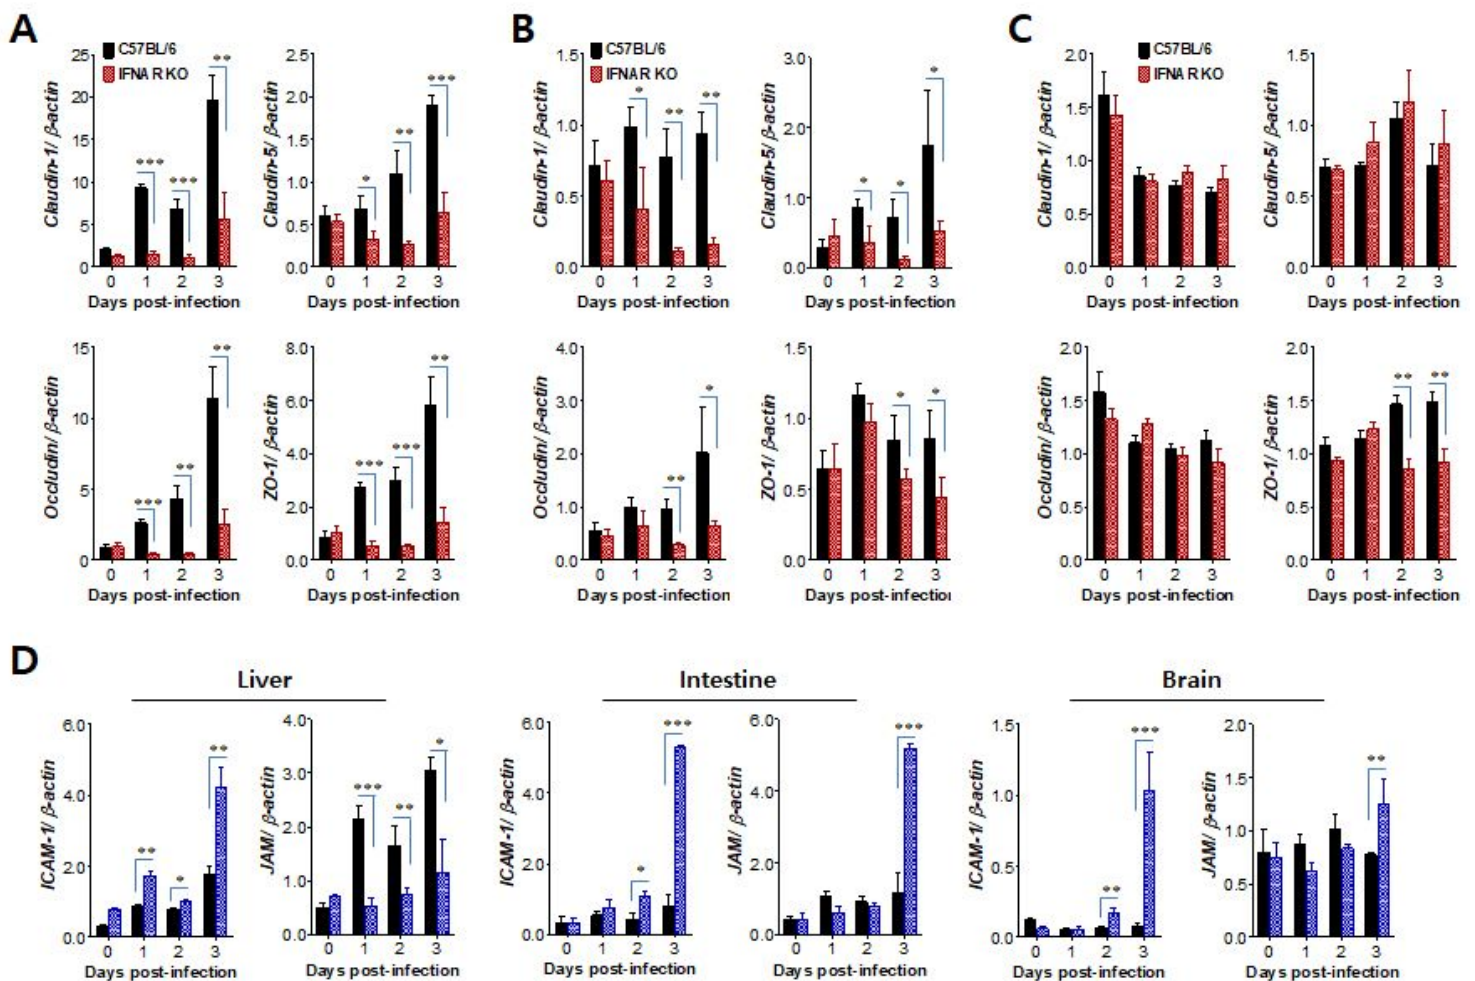 A
B
C
C57BL/6
IFNAR KO
C57BL/6
IFNAR KO
C57BL/6
IFNAR KO
Claudin-1/ β-actin
25
20
15
10
5
0
***
***
**
0 1 2 3
Days post-infection
Claudin-5/ β-actin
2.5
2.0
1.5
1.0
0.5
0.0
*
**
***
0 1 2 3
Days post-infection
Claudin-1/ β-actin
1.5
1.0
0.5
0.0
*
**
**
0 1 2 3
Days post-infection
Claudin-5/ β-actin
3.0
2.0
1.0
0.0
*
*
*
0 1 2 3
Days post-infection
Claudin-1/ β-actin
2.0
1.5
1.0
0.5
0.0
0 1 2 3
Days post-infection
Claudin-5/ β-actin
1.5
1.0
0.5
0.0
0 1 2 3
Days post-infection
Occludin/ β-actin
15
10
5
0
***
**
**
0 1 2 3
Days post-infection
ZO-1/ β-actin
8.0
6.0
4.0
2.0
0.0
***
***
**
0 1 2 3
Days post-infection
Occludin/ β-actin
4.0
3.0
2.0
1.0
0.0
**
*
0 1 2 3
Days post-infection
ZO-1/ β-actin
1.5
1.0
0.5
0.0
*
*
0 1 2 3
Days post-infection
Occludin/ β-actin
2.0
1.5
1.0
0.5
0.0
0 1 2 3
Days post-infection
ZO-1/ β-actin
2.0
1.5
1.0
0.5
0.0
**
**
0 1 2 3
Days post-infection
D
Liver
Intestine
Brain
ICAM-1/ β-actin
6.0
4.0
2.0
0.0
**
*
**
0 1 2 3
Days post-infection
JAM/ β-actin
4.0
3.0
2.0
1.0
0.0
***
**
*
0 1 2 3
Days post-infection
ICAM-1/ β-actin
6.0
4.0
2.0
0.0
*
***
0 1 2 3
Days post-infection
JAM/ β-actin
6.0
4.0
2.0
0.0
***
0 1 2 3
Days post-infection
ICAM-1/ β-actin
1.5
1.0
0.5
0.0
**
***
0 1 2 3
Days post-infection
JAM/ β-actin
2.0
1.5
1.0
0.5
0.0
**
0 1 2 3
Days post-infection